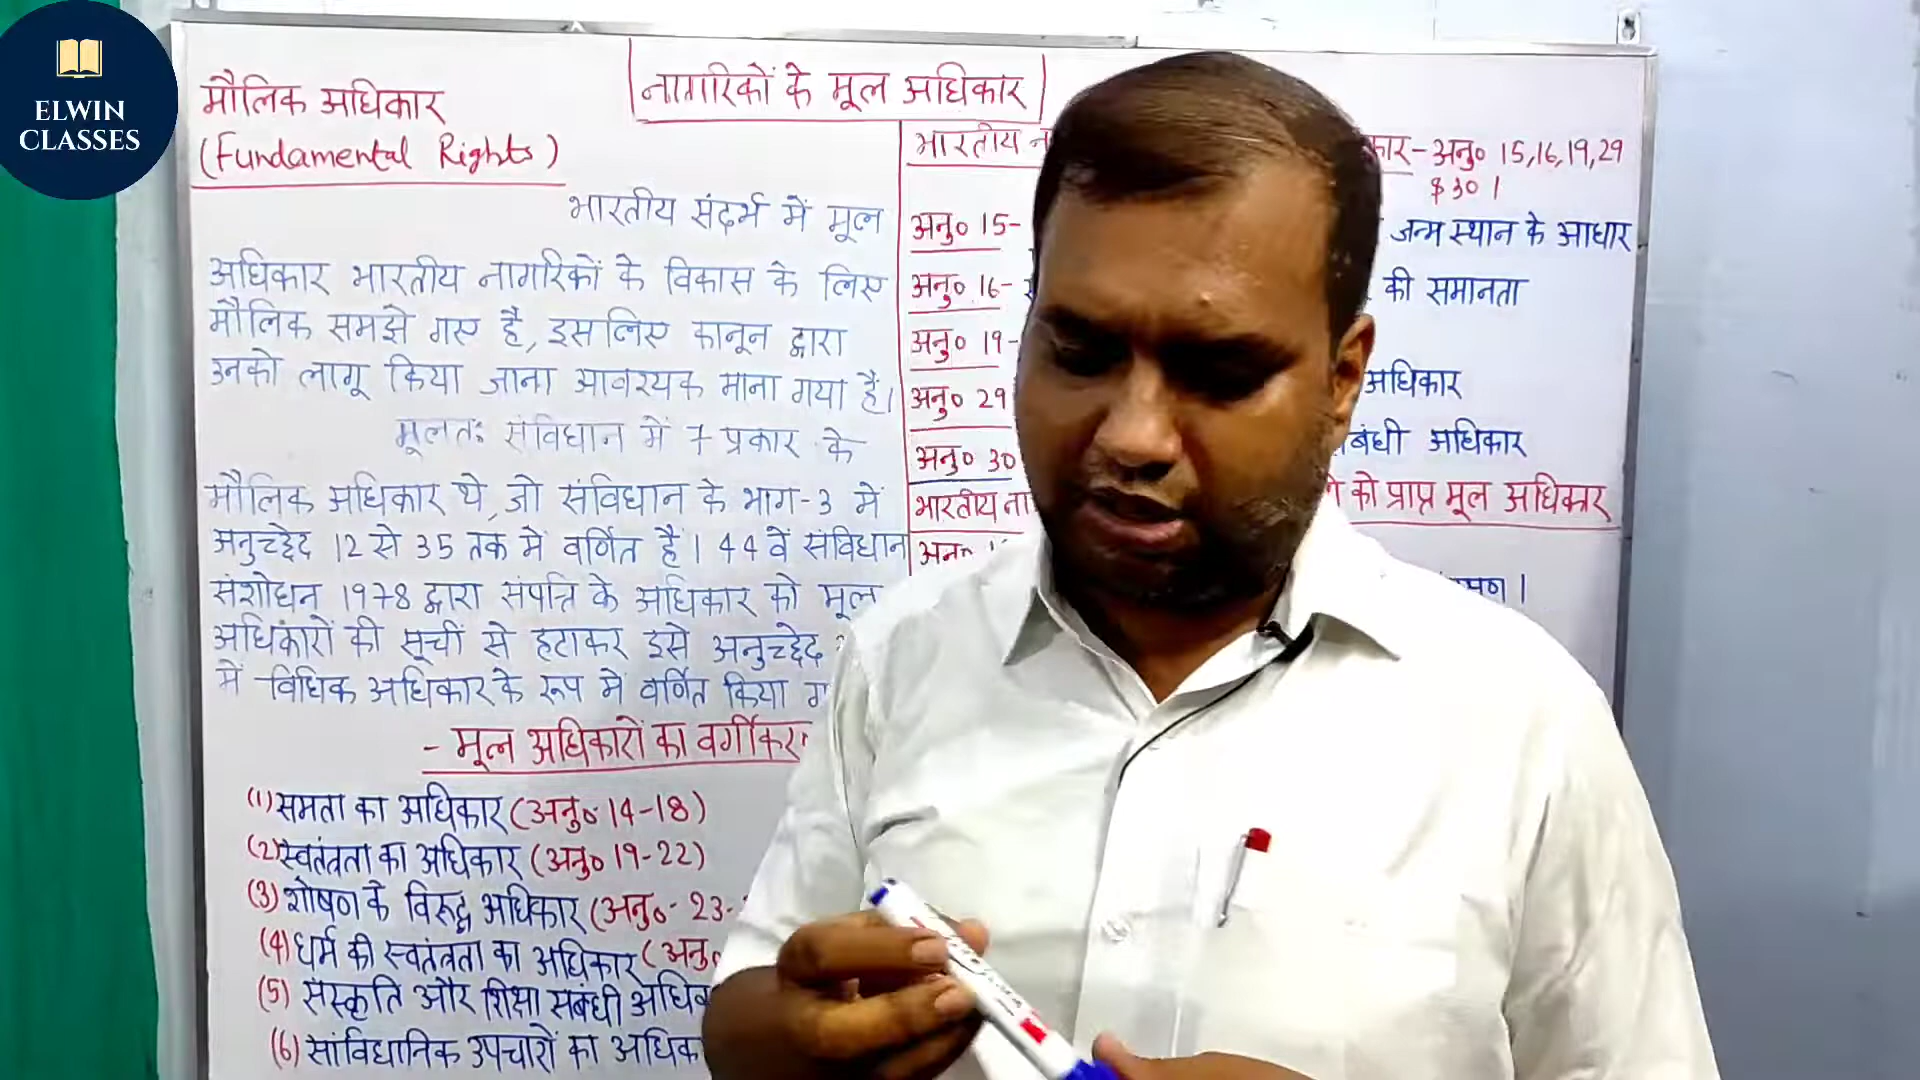 ELWIN
CLASSES
नागरिकों के मूल अधिकार
मौलिक अधिकार
(Fundamental Rights)
भारतीय संदर्भ में मूल
अधिकार भारतीय नागरिकों के विकास के लिए
मौलिक समझे गए है, इसलिए कानून द्वारा
उनको लागू किया जाना आवश्यक माना गया है।
मूलतः संविधान में 7 प्रकार के
मौलिक अधिकार थे, जो संविधान के भाग-3 में
अनुच्छेद 12 से 35 तक में वर्णित है। 44 वें संविधान
संशोधन 1978 द्वारा संपत्ति के अधिकार को मूल
अधिकारों की सूची से हटाकर इसे अनुच्छेद
में विधिक अधिकार के रूप में वर्णित किया
- मूल अधिकारों का
(1) समता का अधिकार (अनु० 14-18)
(2) स्वतंत्रता का अधिकार (अनु० 19-22)
(3) शोषण के विरुद्ध अधिकार (अनु०- 23-
(4) धर्म की स्वतंत्रता का अधिकार (अनु०
(5) संस्कृति और शिक्षा संबंधी
(6) सांविधानिक उपचारों का
भारतीय - अनु० 15,16,19,29
$ 30।
अनु० 15- जन्म स्थान के आधार
अनु० 16- की समानता
अनु० 19-
अनु० 29 अधिकार
अनु० 30 अधिकार
भारतीय को प्राप्त मूल अधिकार